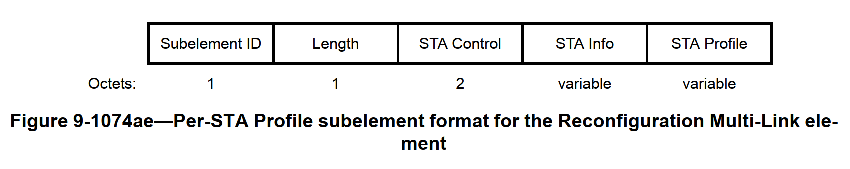 Subelement ID Length STA Control STA Info STA Profile
Octets: 1 1 2 variable variable
Figure 9-1074ae—Per-STA Profile subelement format for the Reconfiguration Multi-Link ele-
ment